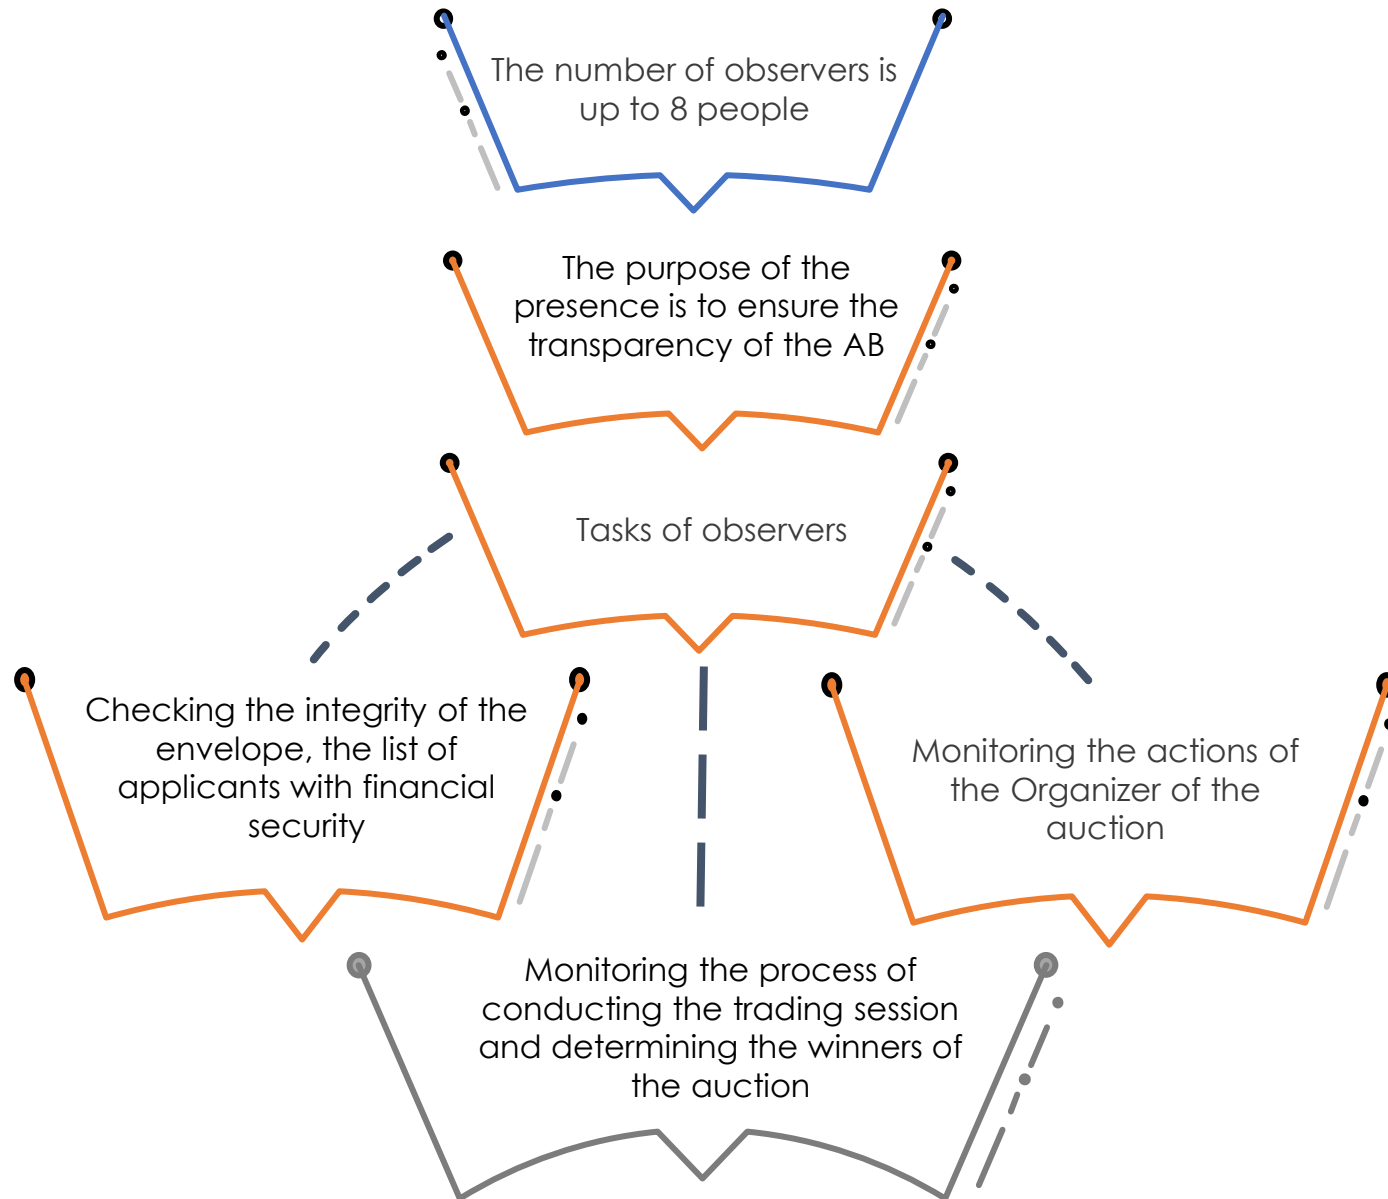 The number of observers is
up to 8 people
The purpose of the
presence is to ensure the
transparency of the AB
Tasks of observers
Checking the integrity of the
envelope, the list of
applicants with financial
security
Monitoring the actions of
the Organizer of the
auction
Monitoring the process of
conducting the trading session
and determining the winners of
the auction